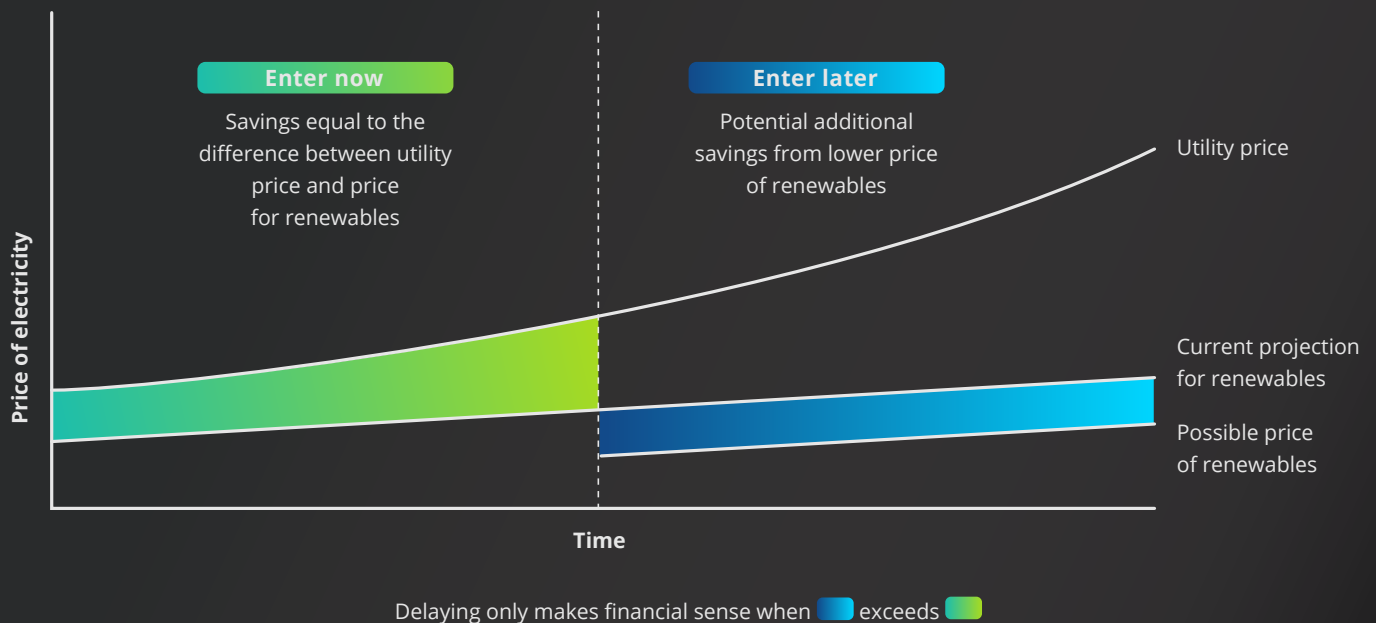 Enter now
Savings equal to the
difference between utility
price and price
for renewables
Enter later
Potential additional
savings from lower price
of renewables
Utility price
Current projection
for renewables
Possible price
of renewables
Price of electricity
Time
Delaying only makes financial sense when exceeds